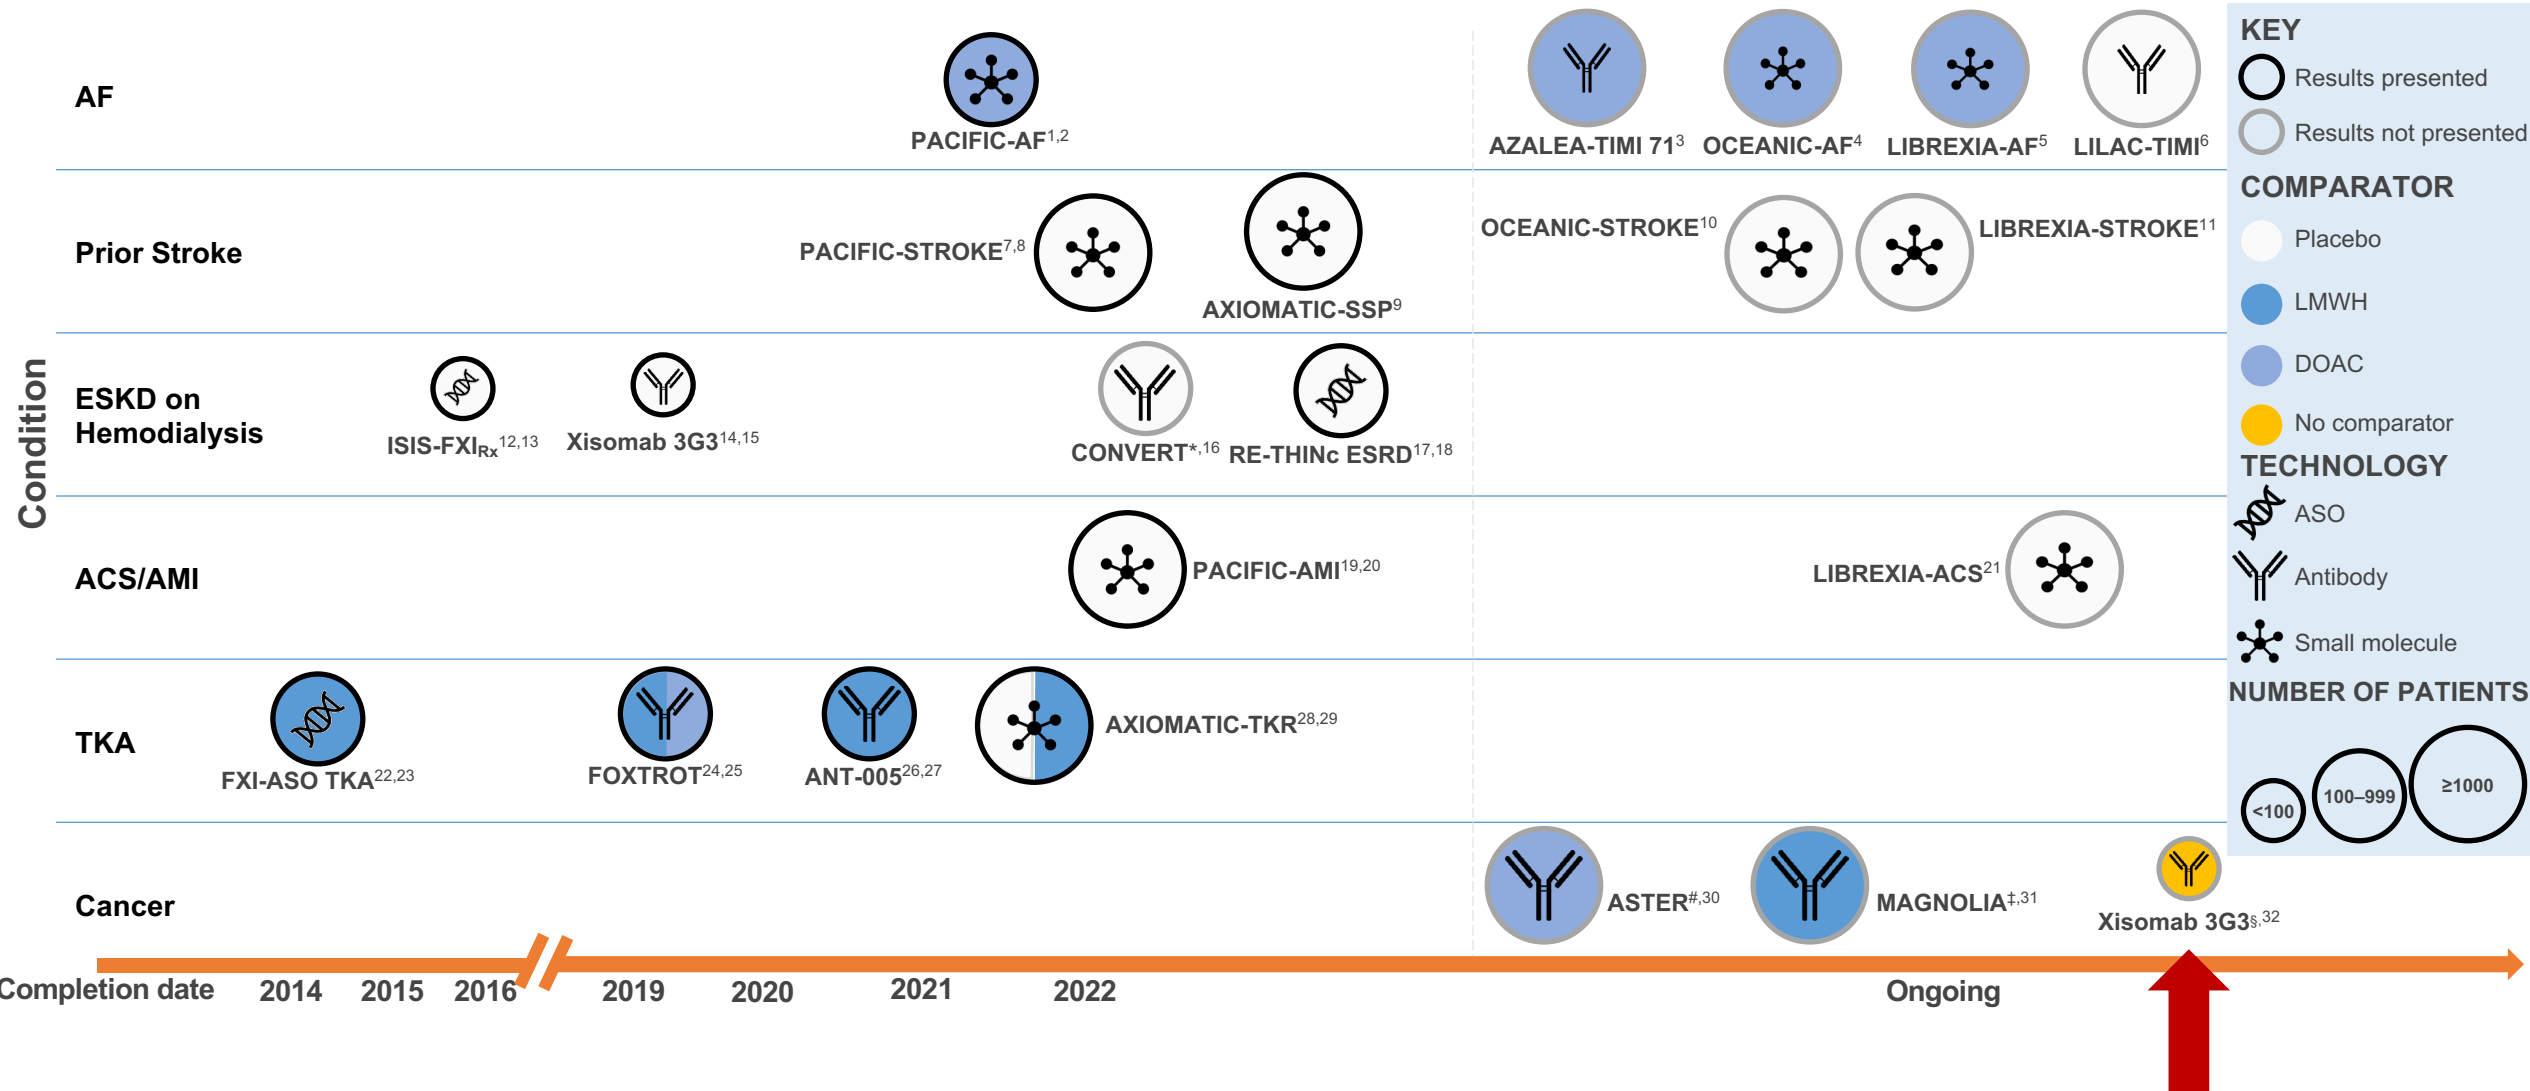 AF
PACIFIC-AF1,2
AZALEA-TIMI 713
OCEANIC-AF4
LIBREXIA-AF5
LILAC-TIMI6
Prior Stroke
PACIFIC-STROKE7,8
AXIOMATIC-SSP9
OCEANIC-STROKE10
LIBREXIA-STROKE11
Condition
ESKD on
Hemodialysis
ISIS-FXIRx12,13
Xisomab 3G314,15
CONVERT*,16
RE-THINc ESRD17,18
ACS/AMI
PACIFIC-AMI19,20
LIBREXIA-ACS21
TKA
FXI-ASO TKA22,23
FOXTROT24,25
ANT-00526,27
AXIOMATIC-TKR28,29
Cancer
ASTER#,30
MAGNOLIA‡,31
Xisomab 3G3§,32
Completion date
2014
2015
2016
2019
2020
2021
2022
Ongoing
KEY
Results presented
Results not presented
COMPARATOR
Placebo
LMWH
DOAC
No comparator
TECHNOLOGY
ASO
Antibody
Small molecule
NUMBER OF PATIENTS
<100
100–999
≥1000